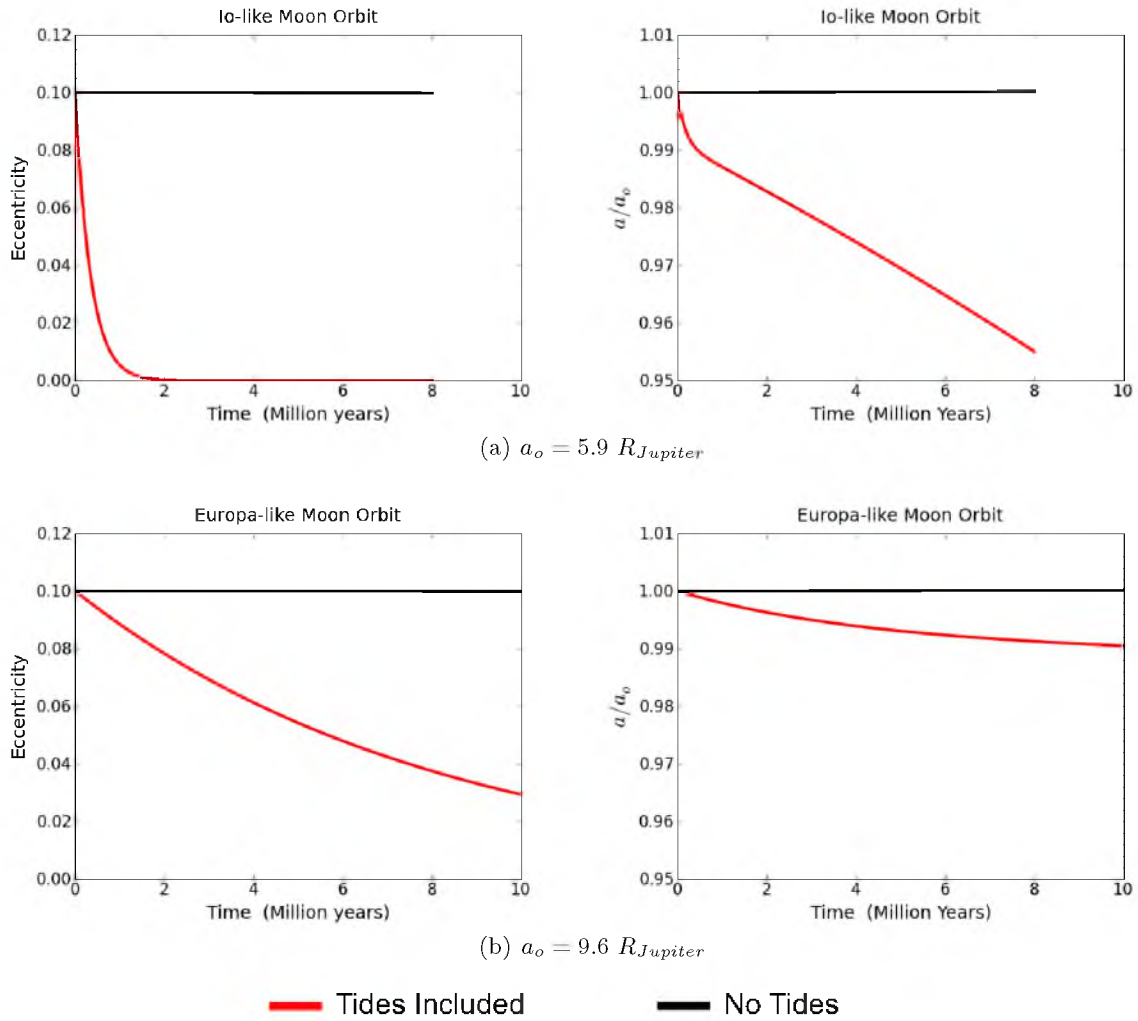 Io-like Moon Orbit
0.12
0.10
0.08
0.06
0.04
0.02
0.00
Eccentricity
0 2 4 6 8 10
Time (Million years)
Io-like Moon Orbit
1.01
1.00
0.99
0.98
0.97
0.96
0.95
a/a_o
0 2 4 6 8 10
Time (Million Years)
(a) a_o = 5.9 R_Jupiter
Europa-like Moon Orbit
0.12
0.10
0.08
0.06
0.04
0.02
0.00
Eccentricity
0 2 4 6 8 10
Time (Million years)
Europa-like Moon Orbit
1.01
1.00
0.99
0.98
0.97
0.96
0.95
a/a_o
0 2 4 6 8 10
Time (Million Years)
(b) a_o = 9.6 R_Jupiter
Tides Included
No Tides